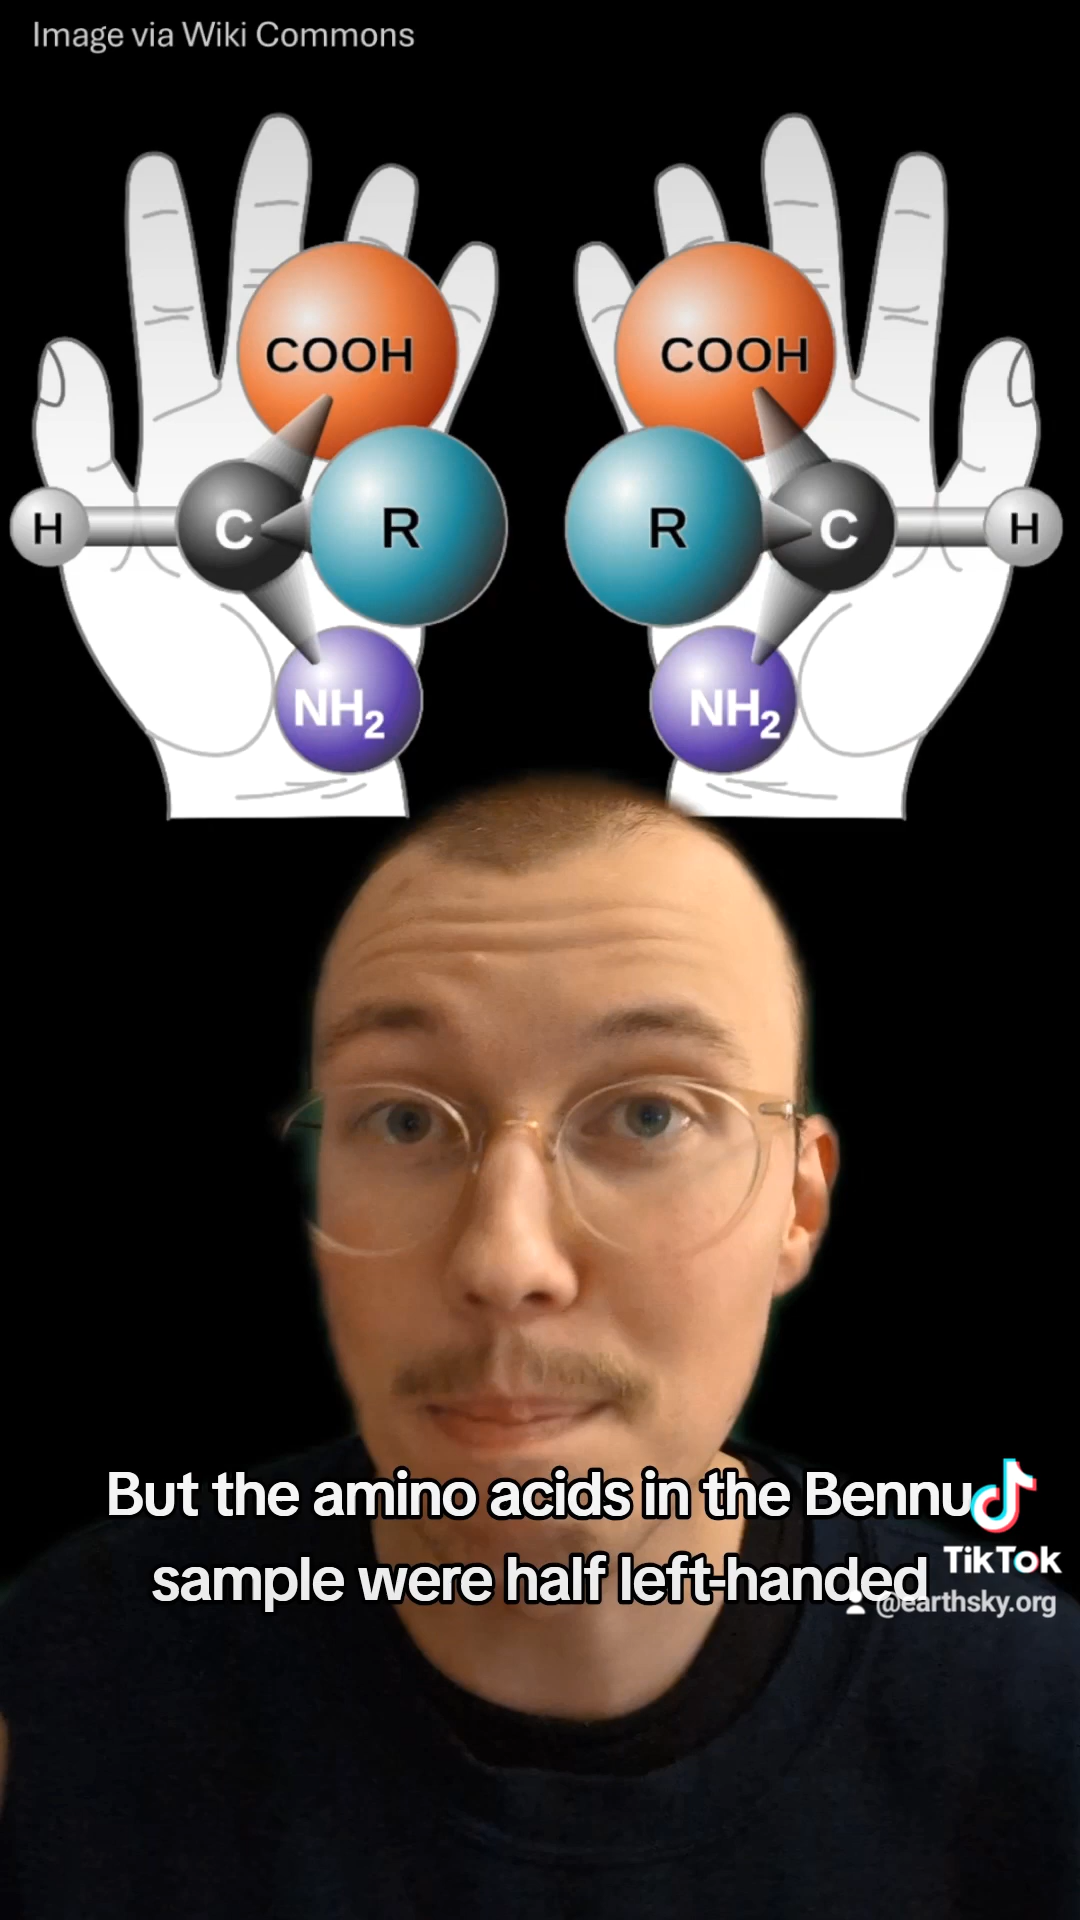 Image via Wiki Commons
COOH
COOH
H
C
R
R
C
H
NH₂
NH₂
But the amino acids in the Bennu
sample were half left-handed
TikTok
@earthsky.org